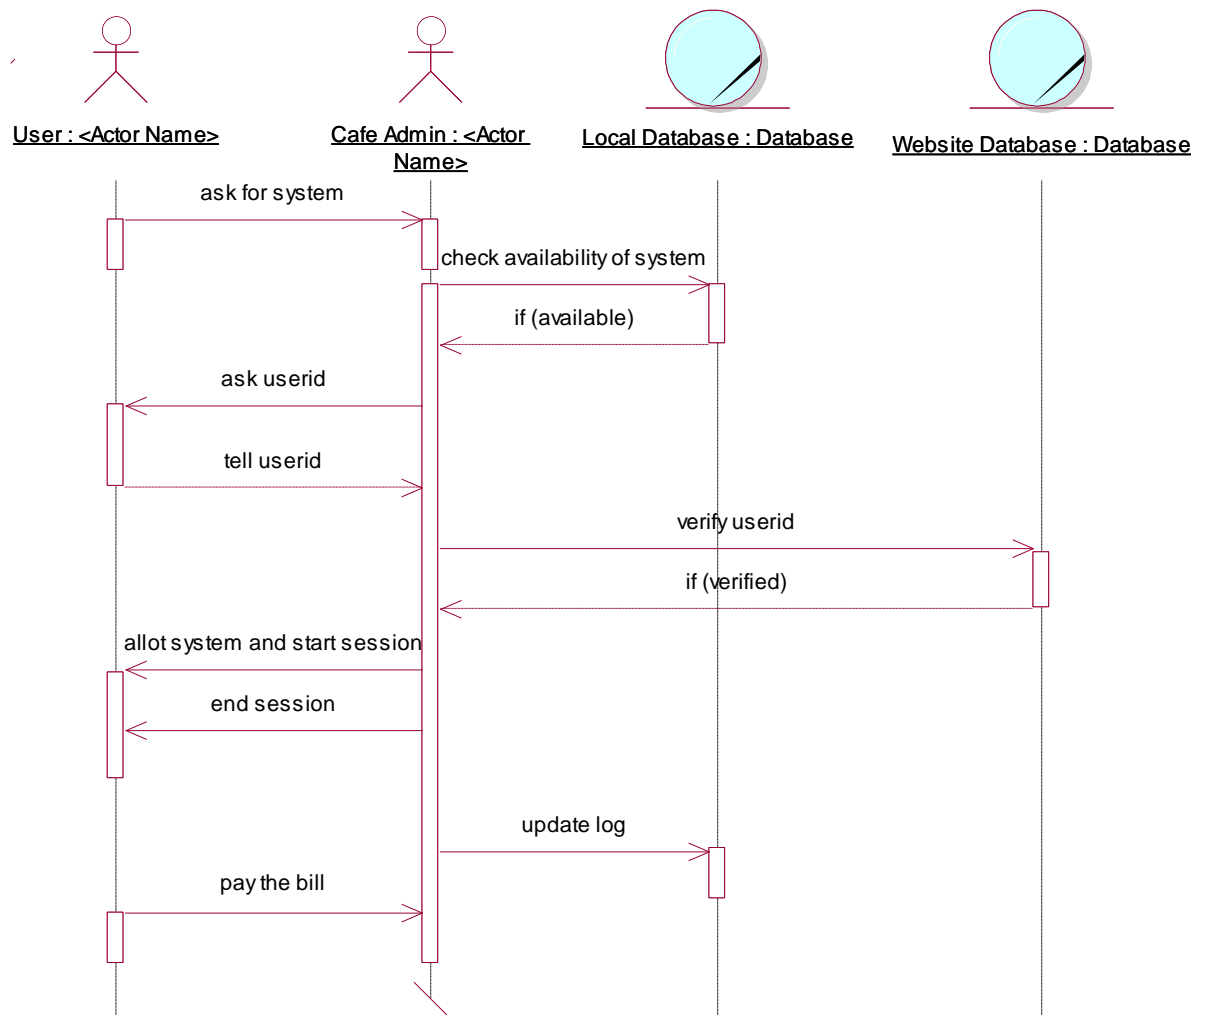 User : <Actor Name>
Cafe Admin : <Actor
Name>
Local Database : Database
Website Database : Database
ask for system
check availability of system
if (available)
ask userid
tell userid
verify userid
if (verified)
allot system and start session
end session
update log
pay the bill